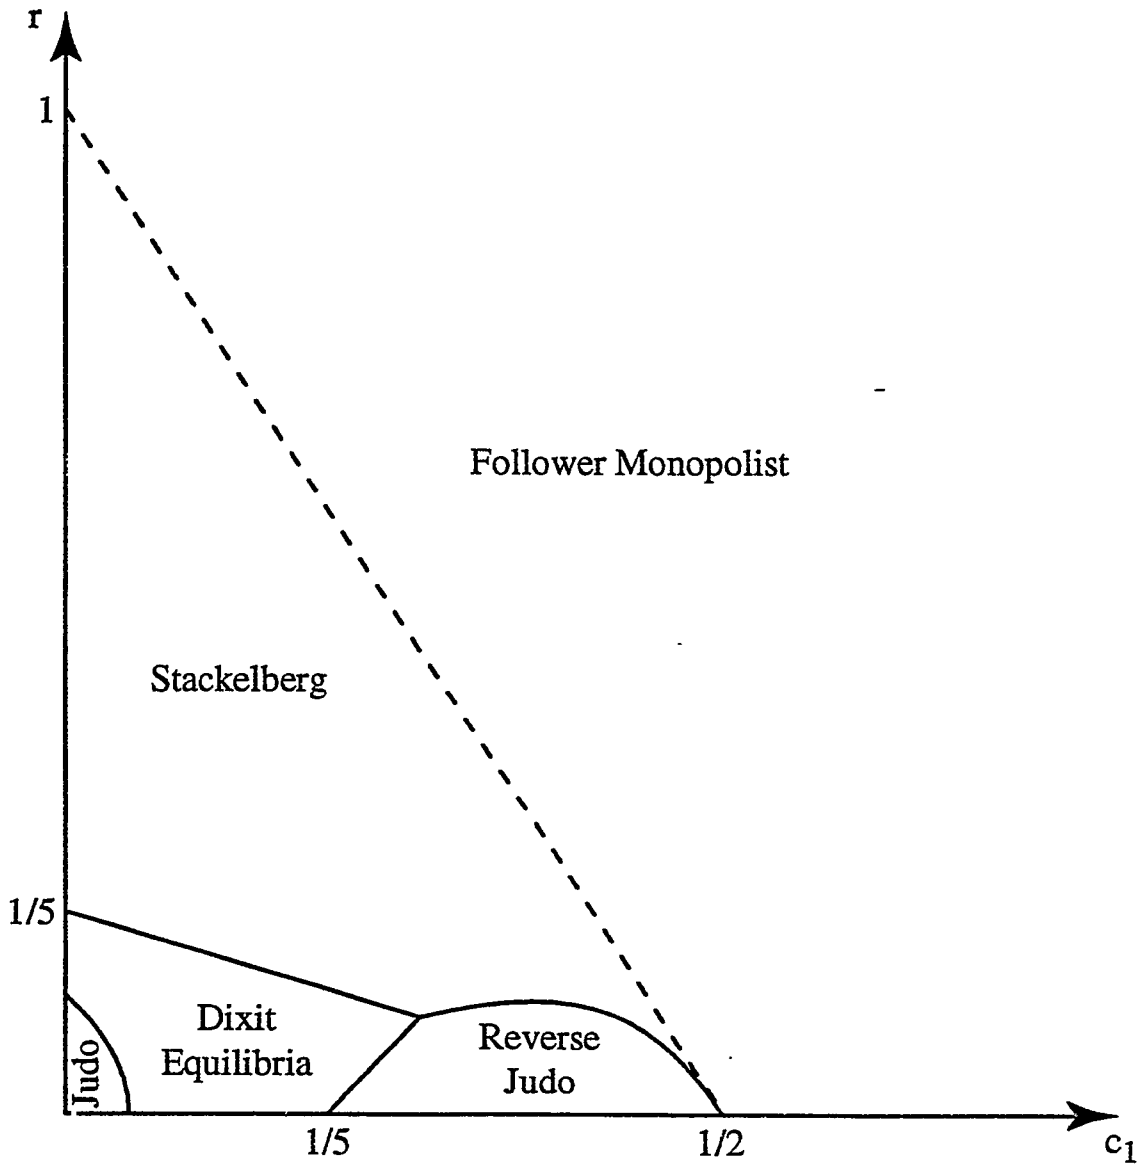 r
1
Follower Monopolist
Stackelberg
1/5
Dixit
Equilibria
Reverse
Judo
Judo
1/5
1/2
c1